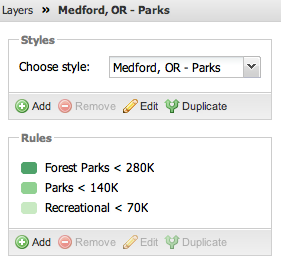 Layers » Medford, OR - Parks
Styles
Choose style: Medford, OR - Parks
Add Remove Edit Duplicate
Rules
Forest Parks < 280K
Parks < 140K
Recreational < 70K
Add Remove Edit Duplicate